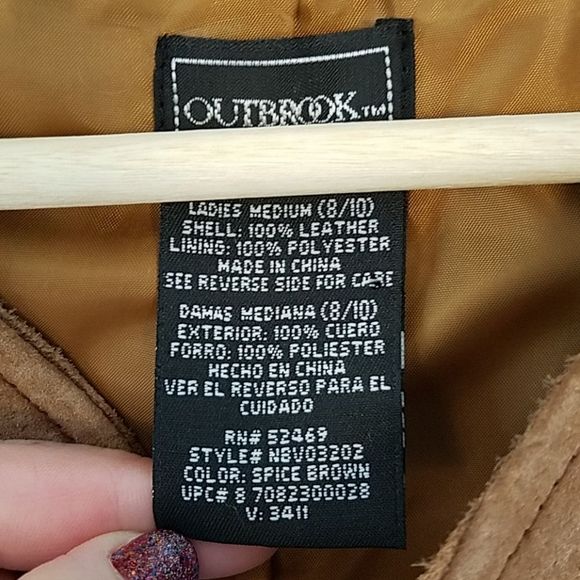 OUTBROOK™
LADIES MEDIUM (8/10)
SHELL: 100% LEATHER
LINING: 100% POLYESTER
MADE IN CHINA
SEE REVERSE SIDE FOR CARE
DAMAS MEDIANA (8/10)
EXTERIOR: 100% CUERO
FORRO: 100% POLIESTER
HECHO EN CHINA
VER EL REVERSO PARA EL
CUIDADO
RN# 52469
STYLE# NBV03202
COLOR: SPICE BROWN
UPC# 8 7082300028
V: 3411